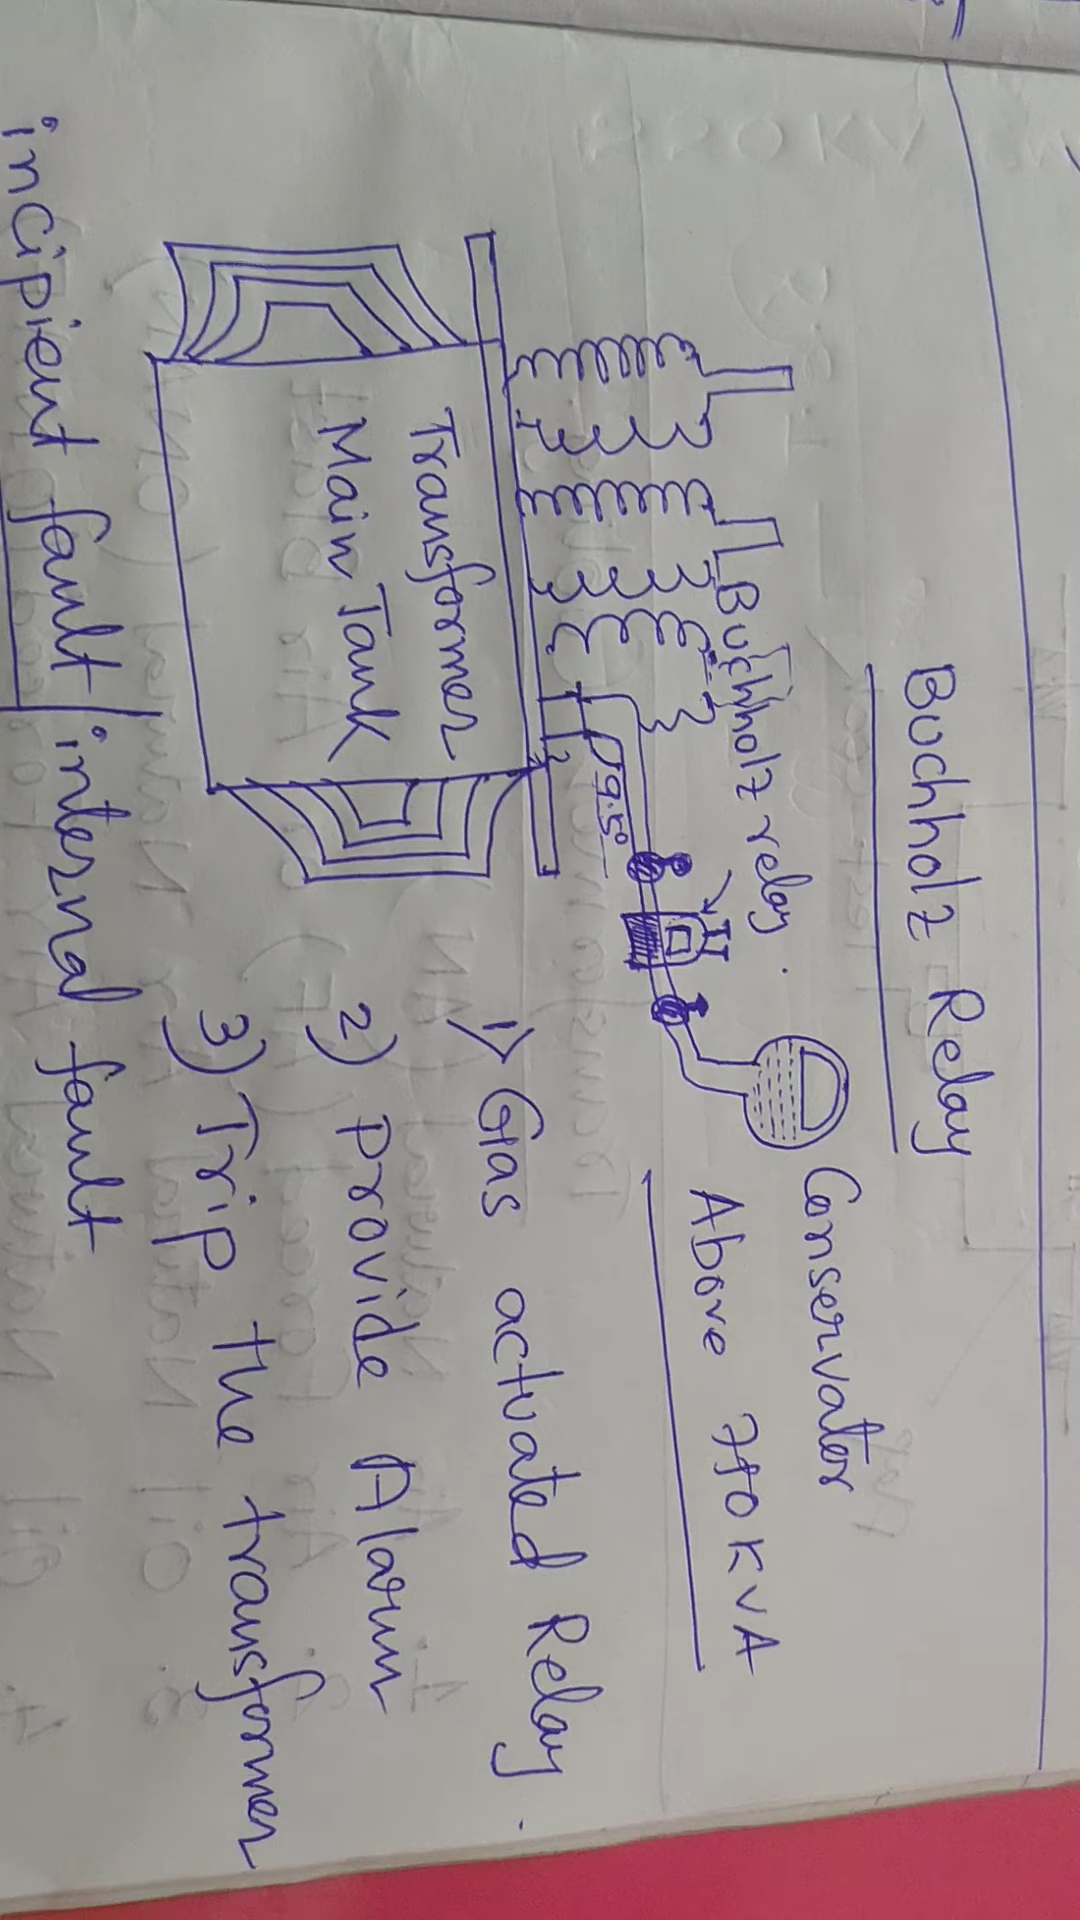 Buchholz Relay
Conservator
Buchholz relay.
Above 750 KVA
9.5°
Transformer
Main Tank
1) Gas actuated Relay.
2) Provide Alarm
3) Trip the transformer
incipient fault / internal fault